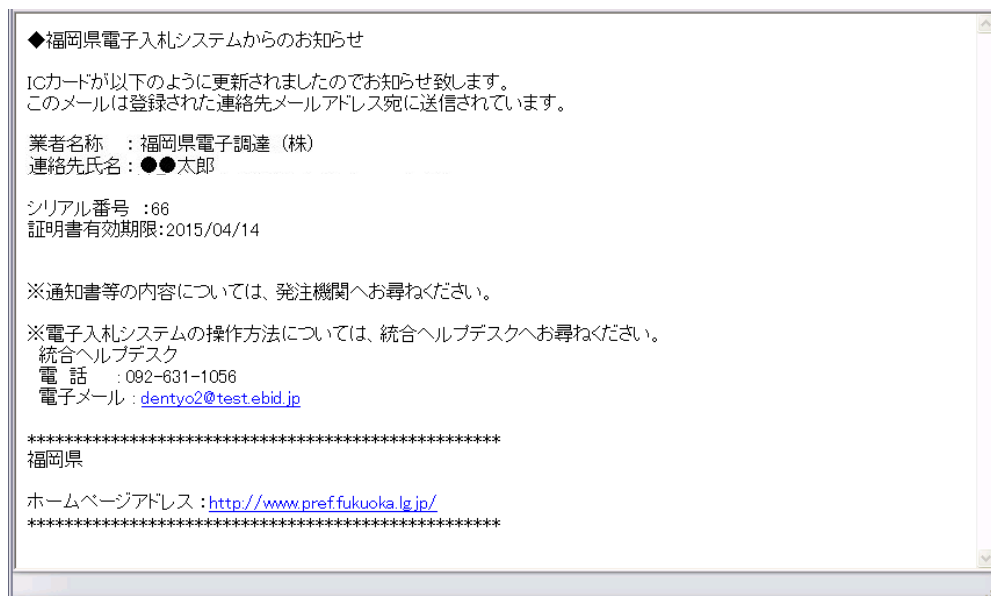 ◆福岡県電子入札システムからのお知らせ
ICカードが以下のように更新されましたのでお知らせ致します。
このメールは登録された連絡先メールアドレス宛に送信されています。
業者名称　：福岡県電子調達（株）
連絡先氏名：●●太郎
シリアル番号　:66
証明書有効期限:2015/04/14
※通知書等の内容については、発注機関へお尋ねください。
※電子入札システムの操作方法については、統合ヘルプデスクへお尋ねください。
統合ヘルプデスク
電　話　　:092-631-1056
電子メール：dentyo2@test.ebid.jp
***************************************************
福岡県
ホームページアドレス：http://www.pref.fukuoka.lg.jp/
***************************************************